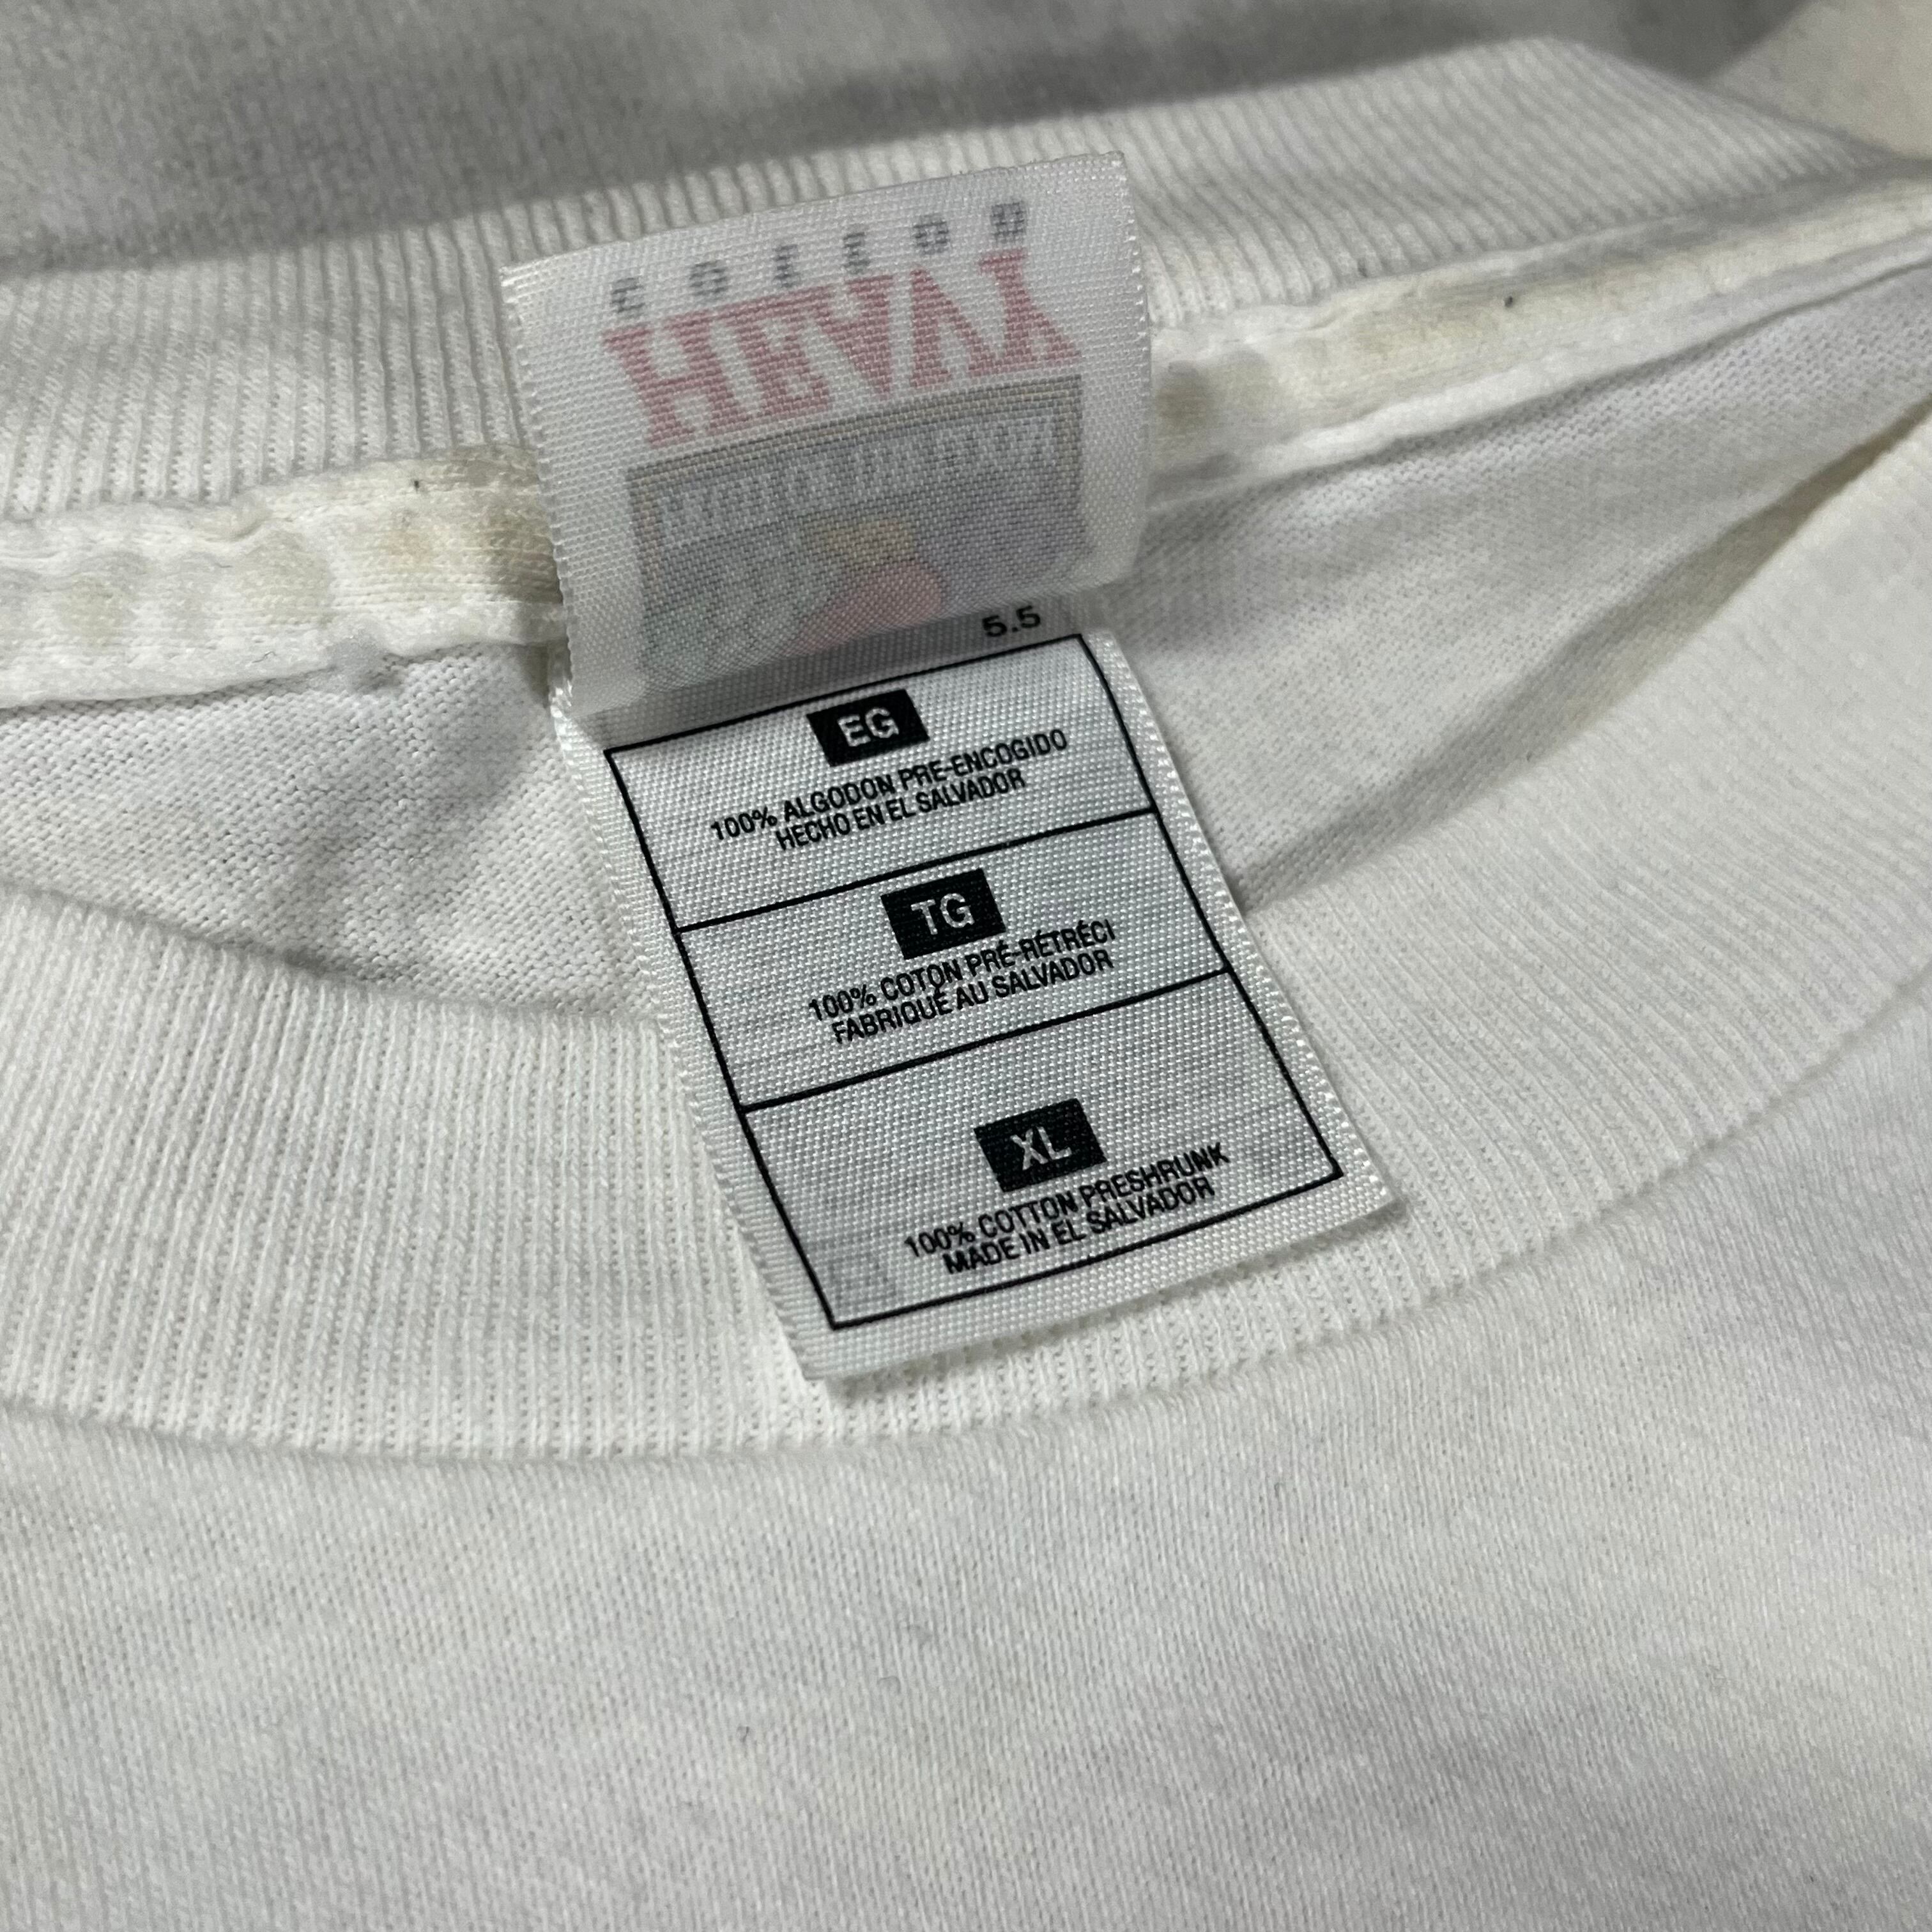 COTTON
HEAVY
5.5
EG
100% ALGODON PRE-ENCOGIDO
HECHO EN EL SALVADOR
TG
100% COTON PRÉ-RÉTRÉCI
FABRIQUÉ AU SALVADOR
XL
100% COTTON PRESHRUNK
MADE IN EL SALVADOR